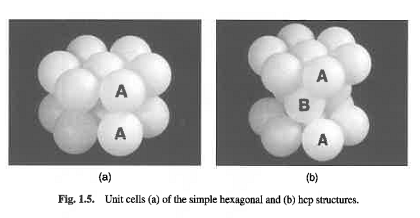 A
A
A
B
A
(a)
(b)
Fig. 1.5. Unit cells (a) of the simple hexagonal and (b) hcp structures.